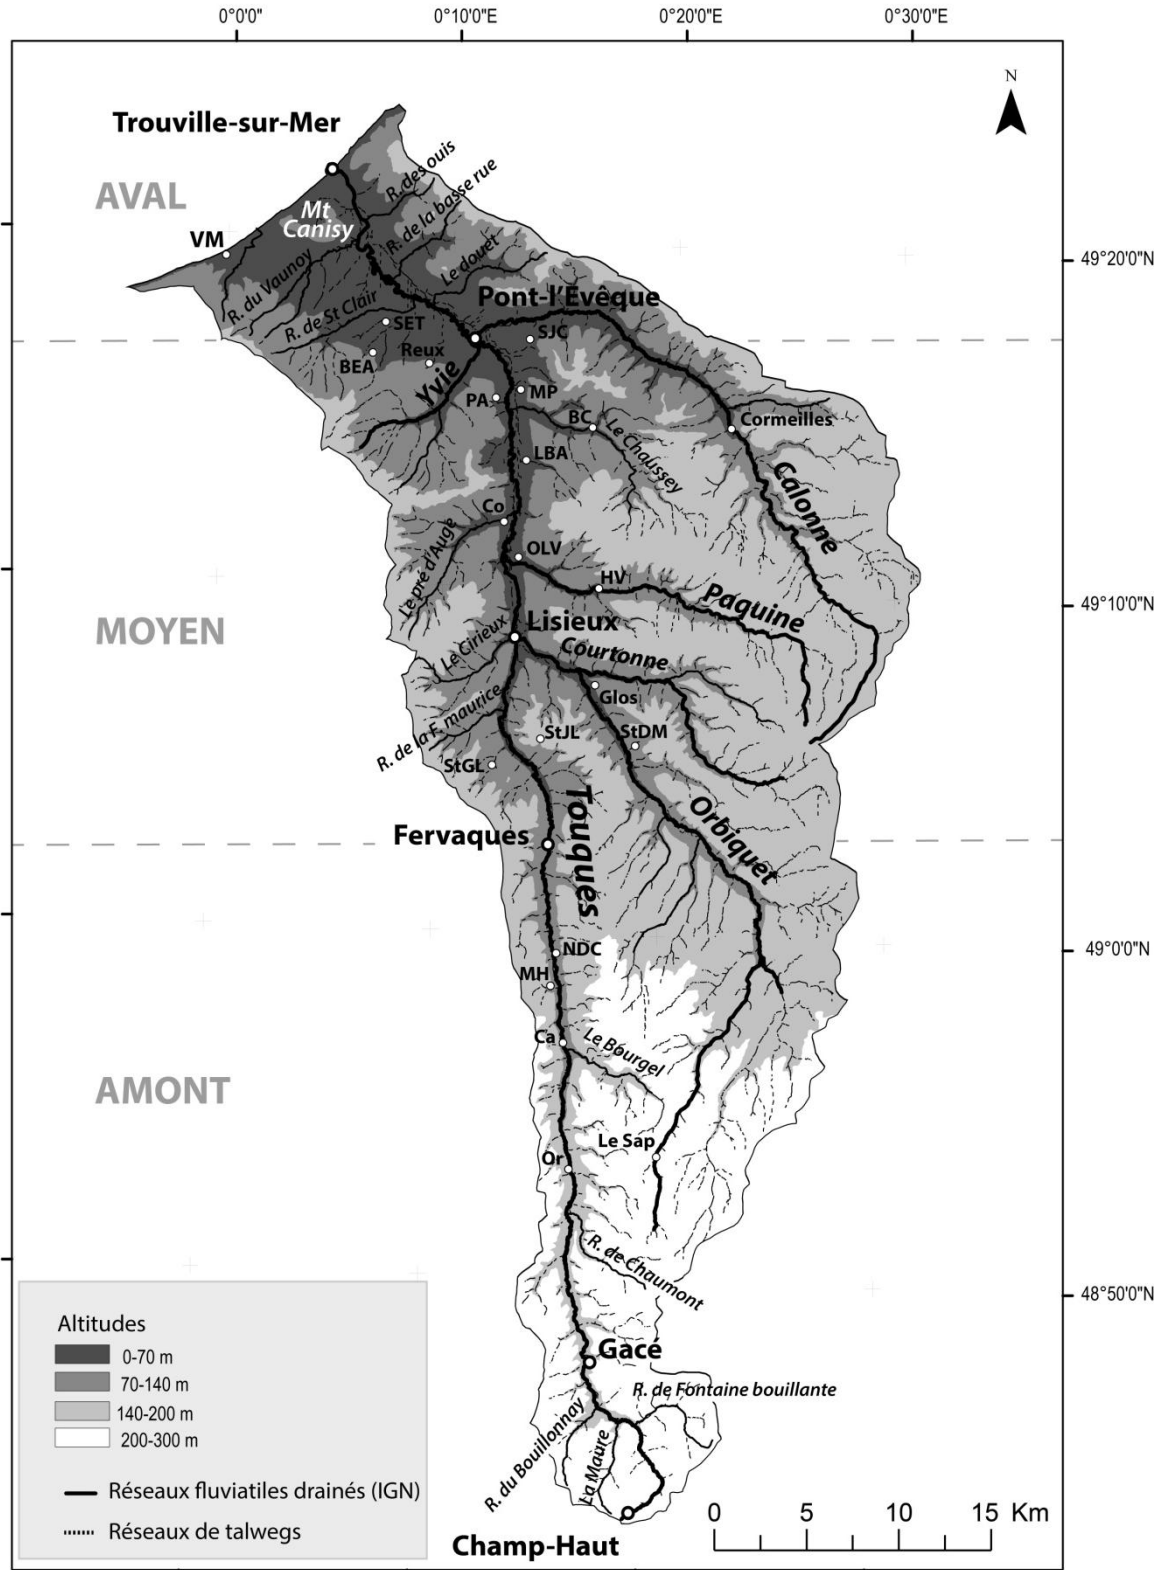 0°0'0"
0°10'0"E
0°20'0"E
0°30'0"E
N
Trouville-sur-Mer
AVAL
R. des ouis
Mt
Canisy
R. de la basse rue
VM
49°20'0"N
R. du Vaunoy
Le douet
Pont-l'Evêque
R. de St Clair
SET
SJC
Reux
BEA
Yvie
MP
PA
BC
Cormeilles
Le Chaussey
LBA
Calonne
Co
Le pré d'Auge
OLV
HV
Paquine
49°10'0"N
MOYEN
Lisieux
Le Cirieux
Courtonne
Glos
R. de la F. maurice
StJL
StDM
StGL
Touques
Orbiquet
Fervaques
NDC
49°0'0"N
MH
Ca
Le Bourgel
AMONT
Le Sap
Or
R. de Chaumont
48°50'0"N
Gacé
R. de Fontaine bouillante
R. du Bouillonnay
La Maure
Champ-Haut
Altitudes
0-70 m
70-140 m
140-200 m
200-300 m
Réseaux fluviatiles drainés (IGN)
Réseaux de talwegs
0 5 10 15 Km